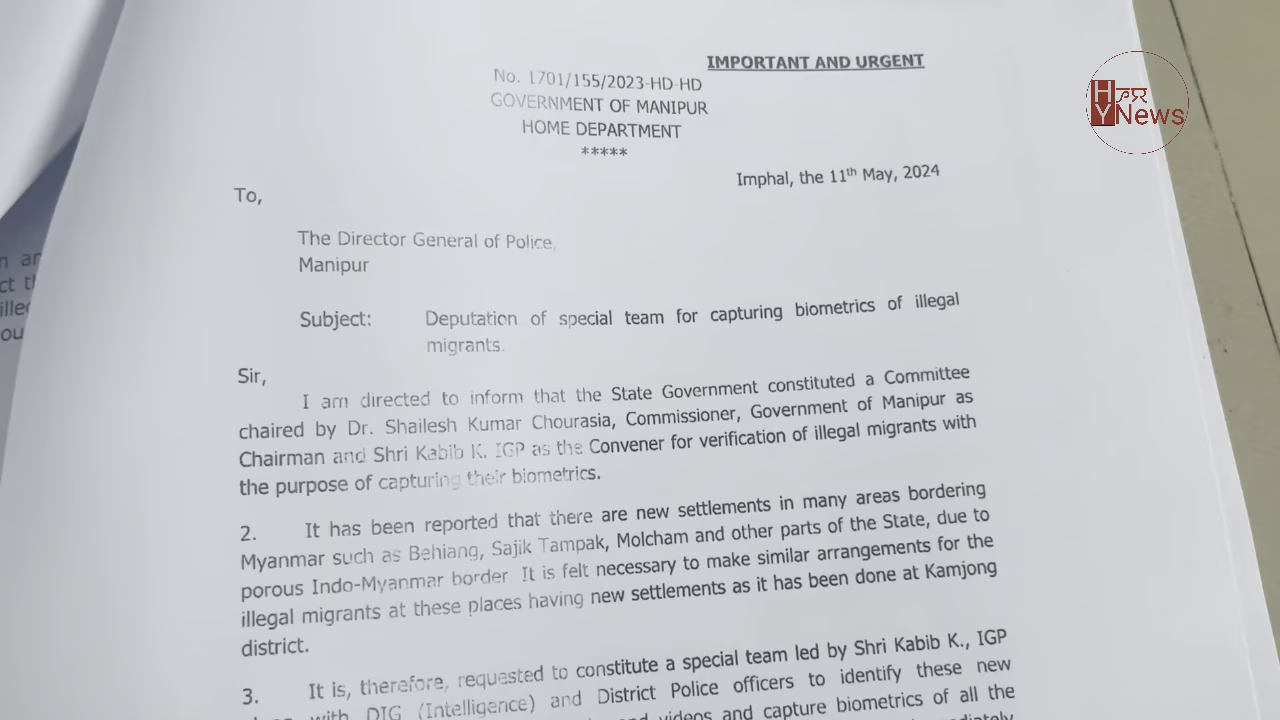 IMPORTANT AND URGENT
No. 1701/155/2023-HD-HD
GOVERNMENT OF MANIPUR
HOME DEPARTMENT
*****
Imphal, the 11th May, 2024
To,
The Director General of Police,
Manipur
Subject: Deputation of special team for capturing biometrics of illegal
migrants.
Sir,
I am directed to inform that the State Government constituted a Committee
chaired by Dr. Shailesh Kumar Chourasia, Commissioner, Government of Manipur as
Chairman and Shri Kabib K. IGP as the Convener for verification of illegal migrants with
the purpose of capturing their biometrics.
2. It has been reported that there are new settlements in many areas bordering
Myanmar such as Behiang, Sajik Tampak, Molcham and other parts of the State, due to
porous Indo-Myanmar border. It is felt necessary to make similar arrangements for the
illegal migrants at these places having new settlements as it has been done at Kamjong
district.
3. It is, therefore, requested to constitute a special team led by Shri Kabib K., IGP
with DIG (Intelligence) and District Police officers to identify these new
videos and capture biometrics of all the
HY News